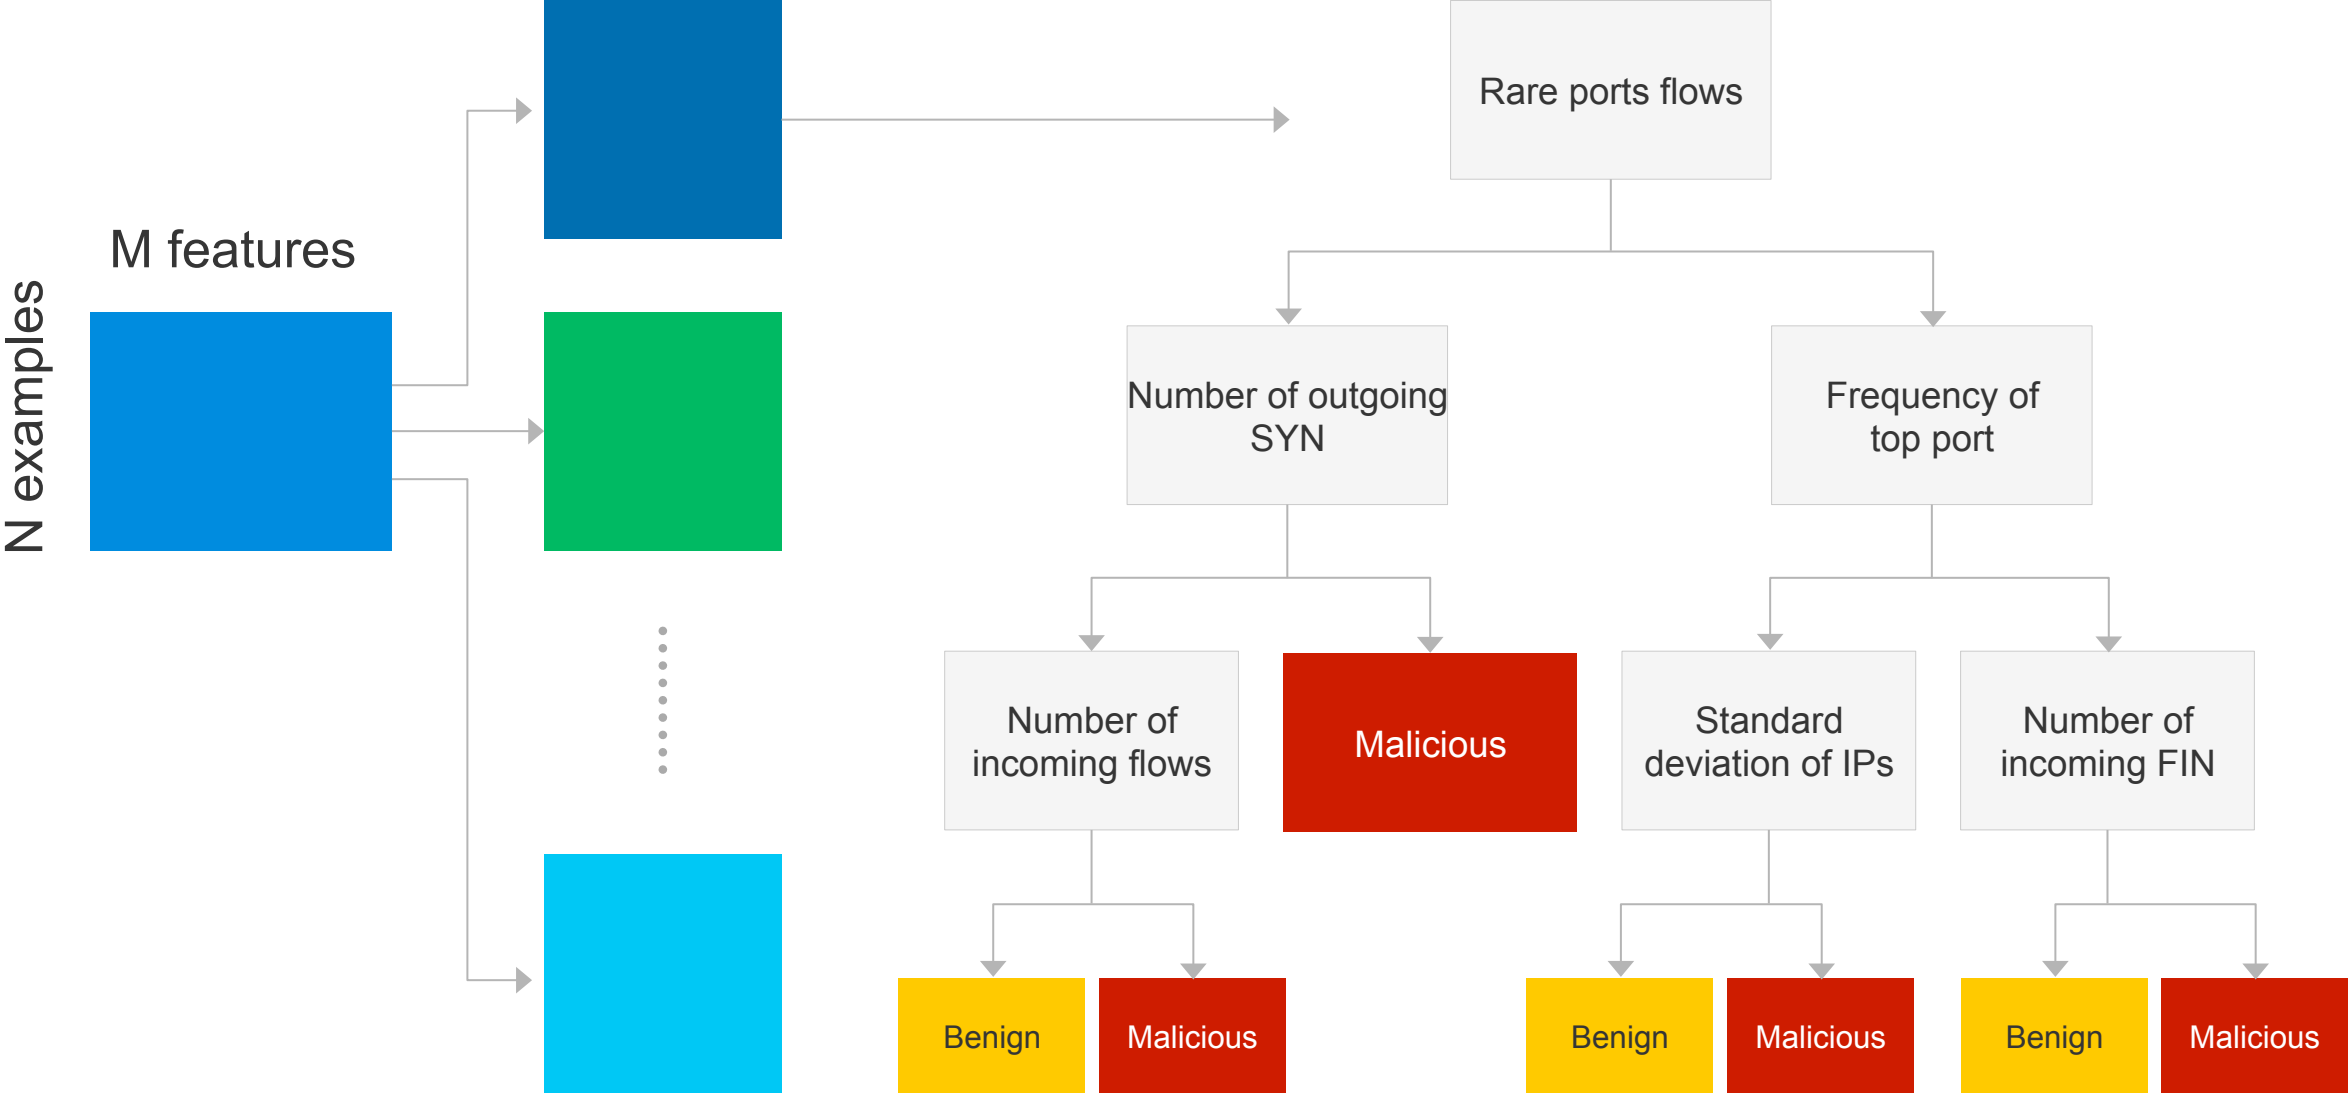 M features
N examples
Rare ports flows
Number of outgoing
SYN
Frequency of
top port
Number of
incoming flows
Malicious
Standard
deviation of IPs
Number of
incoming FIN
Benign
Malicious
Benign
Malicious
Benign
Malicious